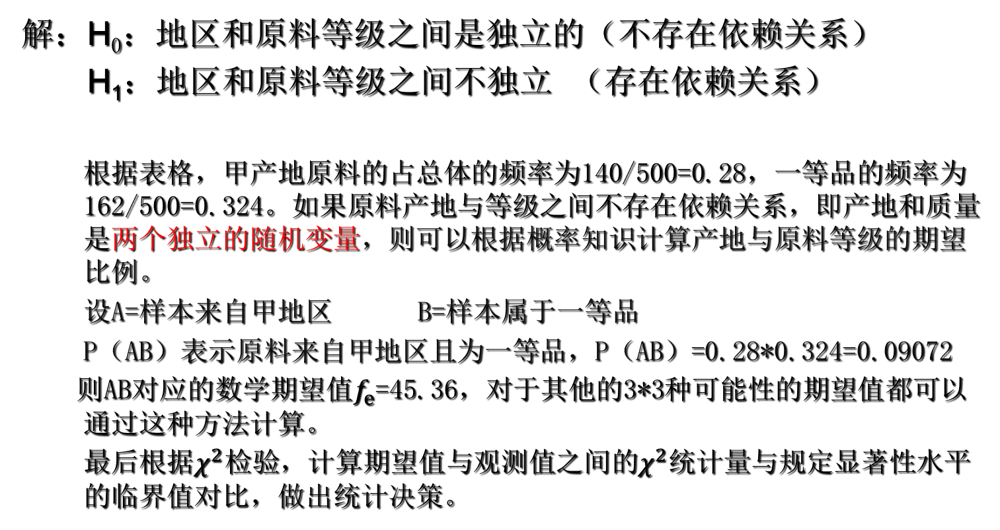 解：H₀：地区和原料等级之间是独立的（不存在依赖关系）
H₁：地区和原料等级之间不独立 （存在依赖关系）
根据表格，甲产地原料的占总体的频率为140/500=0.28，一等品的频率为
162/500=0.324。如果原料产地与等级之间不存在依赖关系，即产地和质量
是两个独立的随机变量，则可以根据概率知识计算产地与原料等级的期望
比例。
设A=样本来自甲地区 B=样本属于一等品
P（AB）表示原料来自甲地区且为一等品，P（AB）=0.28*0.324=0.09072
则AB对应的数学期望值fₑ=45.36，对于其他的3*3种可能性的期望值都可以
通过这种方法计算。
最后根据χ²检验，计算期望值与观测值之间的χ²统计量与规定显著性水平
的临界值对比，做出统计决策。